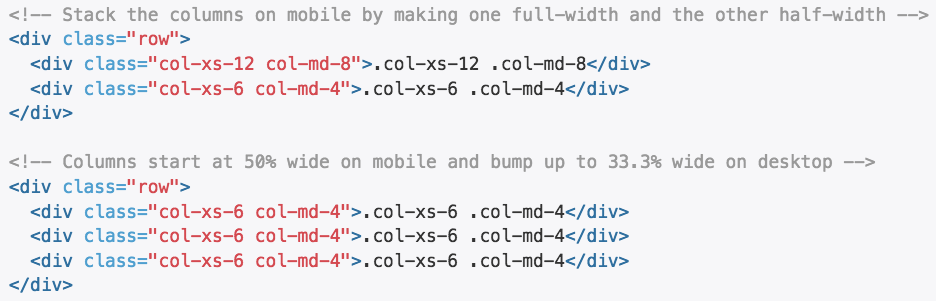 <!-- Stack the columns on mobile by making one full-width and the other half-width -->
<div class="row">
  <div class="col-xs-12 col-md-8">.col-xs-12 .col-md-8</div>
  <div class="col-xs-6 col-md-4">.col-xs-6 .col-md-4</div>
</div>

<!-- Columns start at 50% wide on mobile and bump up to 33.3% wide on desktop -->
<div class="row">
  <div class="col-xs-6 col-md-4">.col-xs-6 .col-md-4</div>
  <div class="col-xs-6 col-md-4">.col-xs-6 .col-md-4</div>
  <div class="col-xs-6 col-md-4">.col-xs-6 .col-md-4</div>
</div>